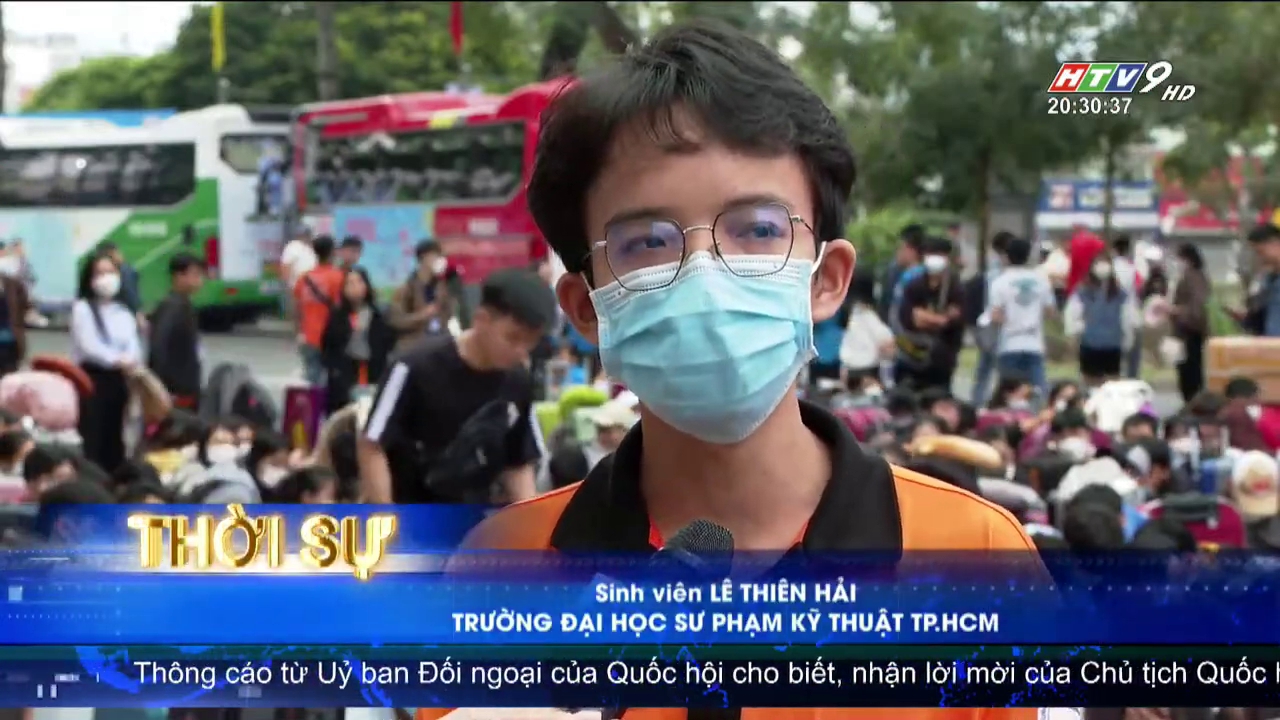 HTV9 HD
20:30:37
THỜI SỰ
Sinh viên LÊ THIÊN HẢI
TRƯỜNG ĐẠI HỌC SƯ PHẠM KỸ THUẬT TP.HCM
Thông cáo từ Uỷ ban Đối ngoại của Quốc hội cho biết, nhận lời mời của Chủ tịch Quốc h